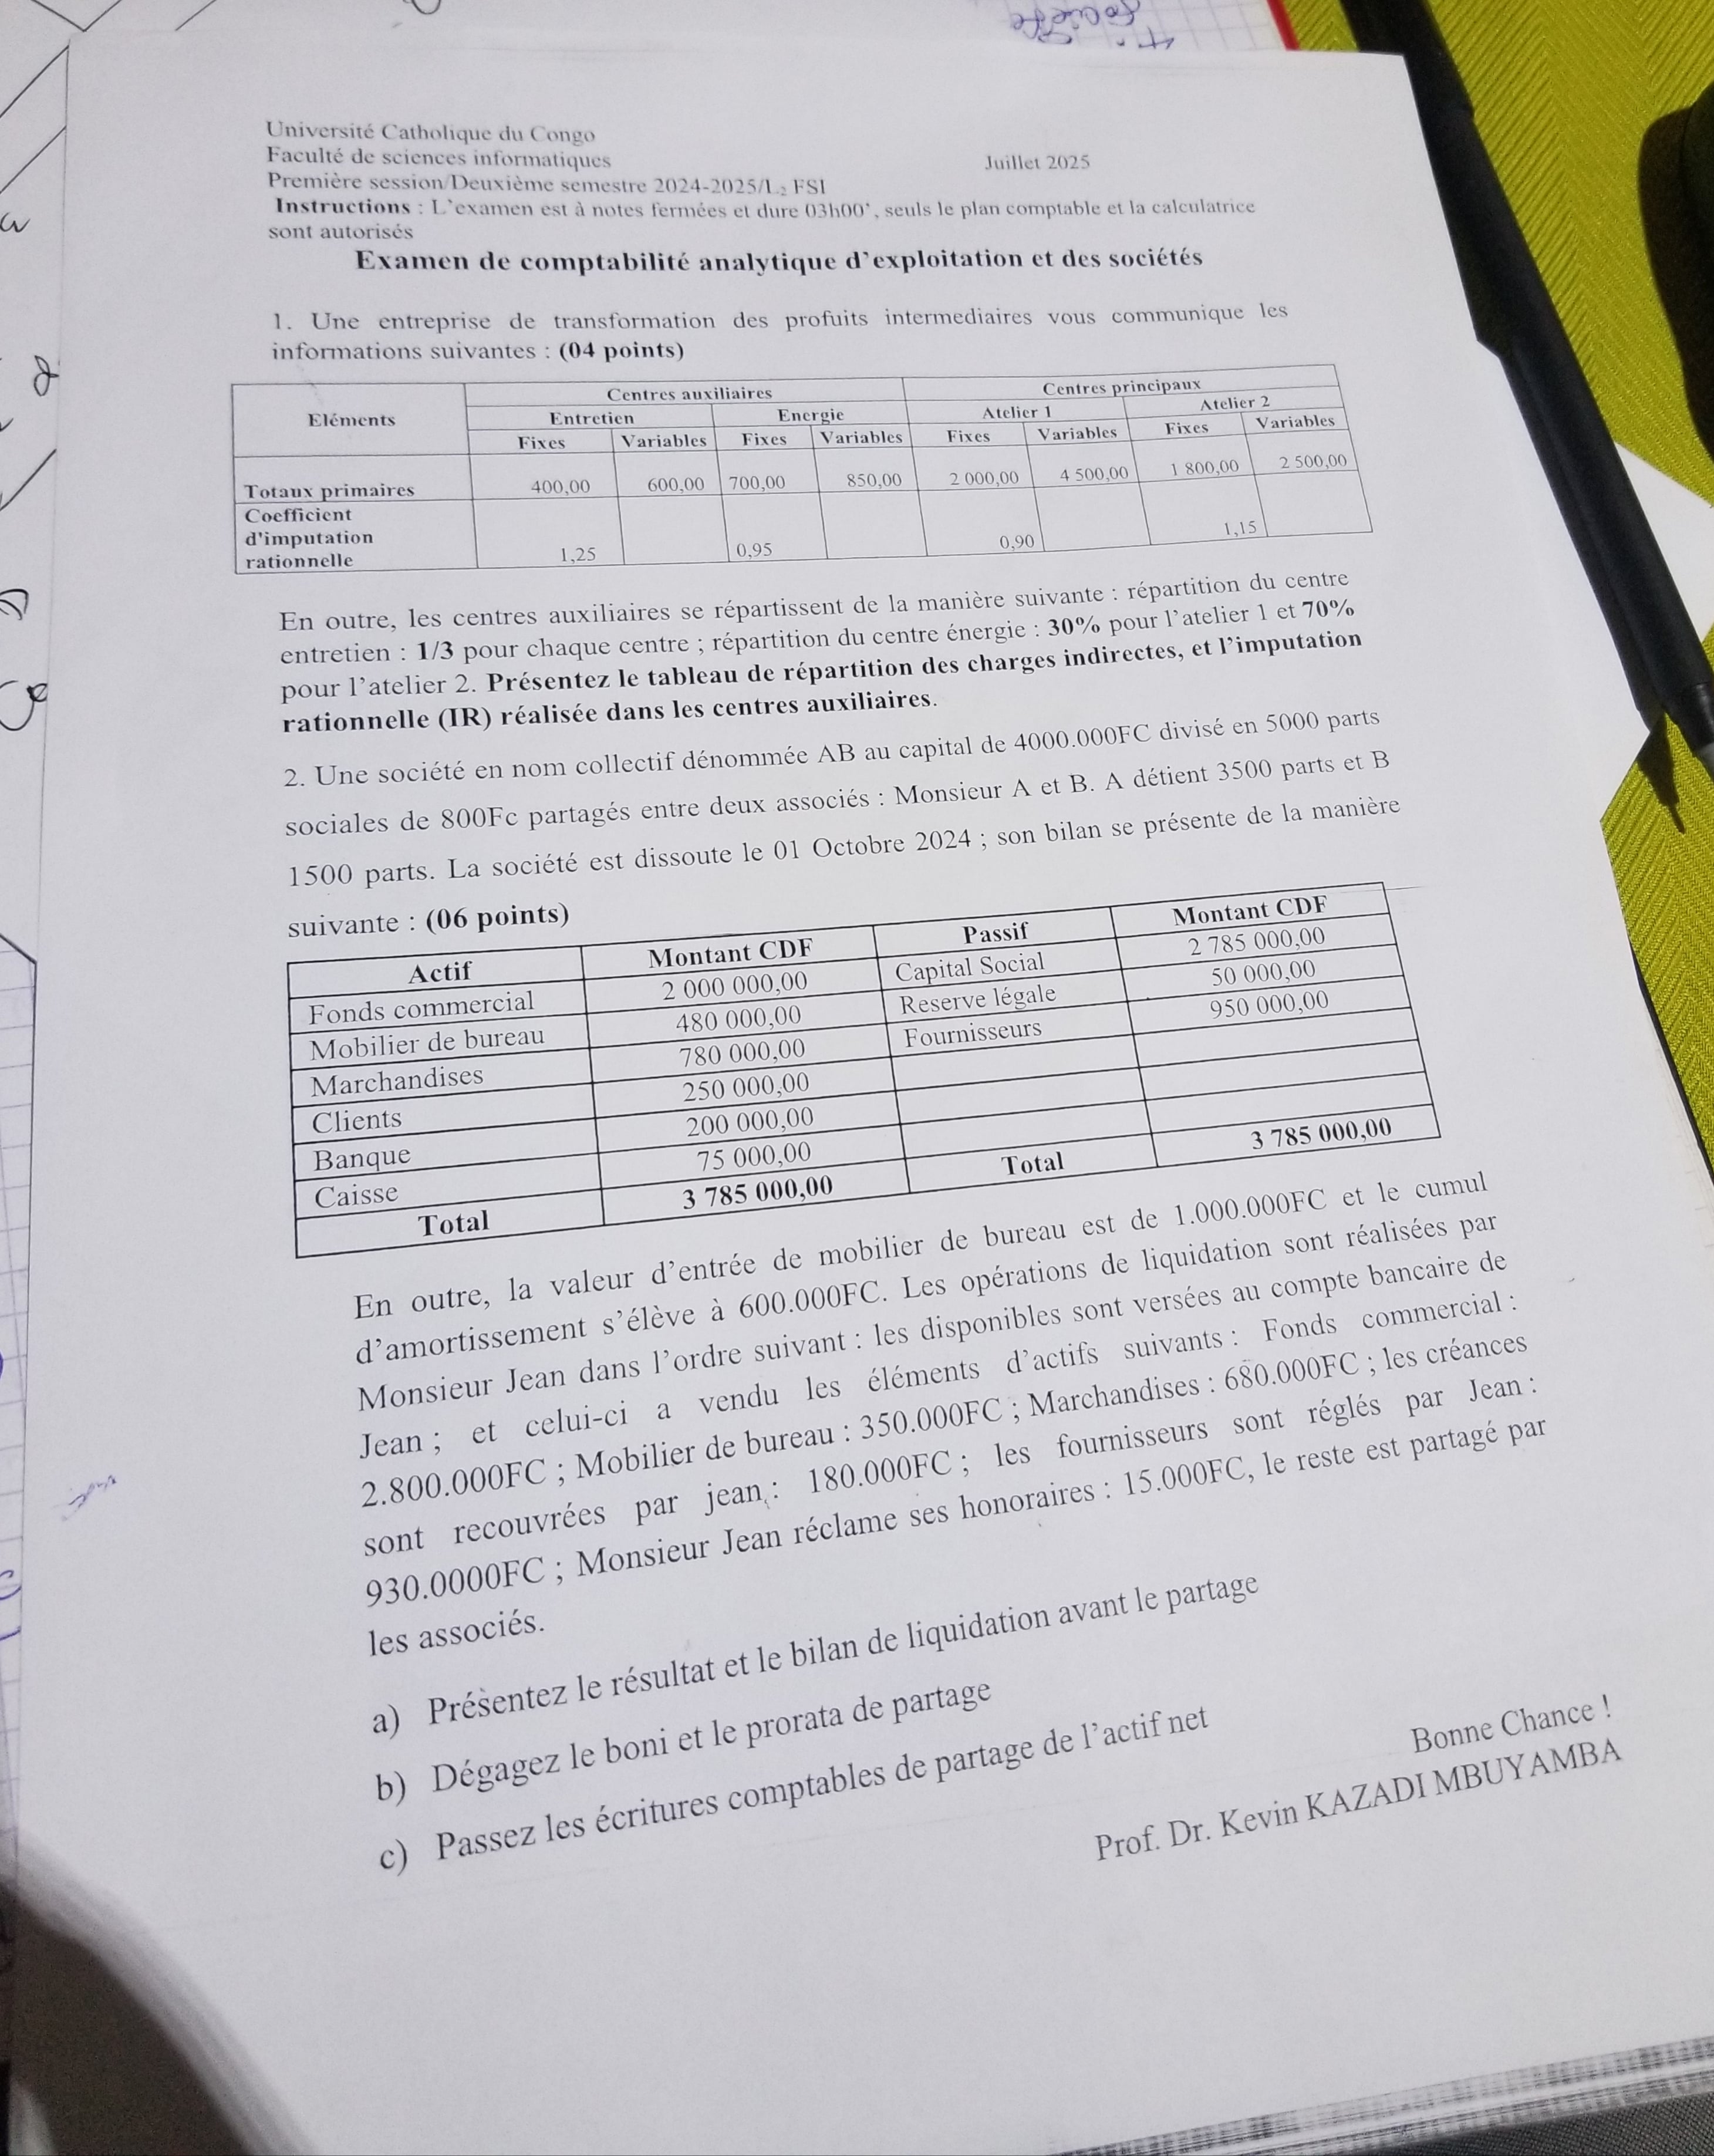 Université Catholique du Congo
Faculté de sciences informatiques
Juillet 2025
Première session/Deuxième semestre 2024-2025/L2 FSI
Instructions : L'examen est à notes fermées et dure 03h00', seuls le plan comptable et la calculatrice
sont autorisés
Examen de comptabilité analytique d'exploitation et des sociétés
1. Une entreprise de transformation des profuits intermediaires vous communique les
informations suivantes : (04 points)
Eléments Centres auxiliaires Centres principaux
Entretien Energie Atelier 1 Atelier 2
Fixes Variables Fixes Variables Fixes Variables Fixes Variables
Totaux primaires 400,00 600,00 700,00 850,00 2 000,00 4 500,00 1 800,00 2 500,00
Coefficient
d'imputation
rationnelle 1,25 0,95 0,90 1,15
En outre, les centres auxiliaires se répartissent de la manière suivante : répartition du centre
entretien : 1/3 pour chaque centre ; répartition du centre énergie : 30% pour l'atelier 1 et 70%
pour l'atelier 2. Présentez le tableau de répartition des charges indirectes, et l'imputation
rationnelle (IR) réalisée dans les centres auxiliaires.
2. Une société en nom collectif dénommée AB au capital de 4000.000FC divisé en 5000 parts
sociales de 800Fc partagés entre deux associés : Monsieur A et B. A détient 3500 parts et B
1500 parts. La société est dissoute le 01 Octobre 2024 ; son bilan se présente de la manière
suivante : (06 points)
Actif Montant CDF Passif Montant CDF
Fonds commercial 2 000 000,00 Capital Social 2 785 000,00
Mobilier de bureau 480 000,00 Reserve légale 50 000,00
Marchandises 780 000,00 Fournisseurs 950 000,00
Clients 250 000,00
Banque 200 000,00
Caisse 75 000,00
Total 3 785 000,00 Total 3 785 000,00
En outre, la valeur d'entrée de mobilier de bureau est de 1.000.000FC et le cumul
d'amortissement s'élève à 600.000FC. Les opérations de liquidation sont réalisées par
Monsieur Jean dans l'ordre suivant : les disponibles sont versées au compte bancaire de
Jean ; et celui-ci a vendu les éléments d'actifs suivants : Fonds commercial :
2.800.000FC ; Mobilier de bureau : 350.000FC ; Marchandises : 680.000FC ; les créances
sont recouvrées par jean : 180.000FC ; les fournisseurs sont réglés par Jean :
930.0000FC ; Monsieur Jean réclame ses honoraires : 15.000FC, le reste est partagé par
les associés.
a) Présentez le résultat et le bilan de liquidation avant le partage
b) Dégagez le boni et le prorata de partage
c) Passez les écritures comptables de partage de l'actif net
Bonne Chance !
Prof. Dr. Kevin KAZADI MBUYAMBA